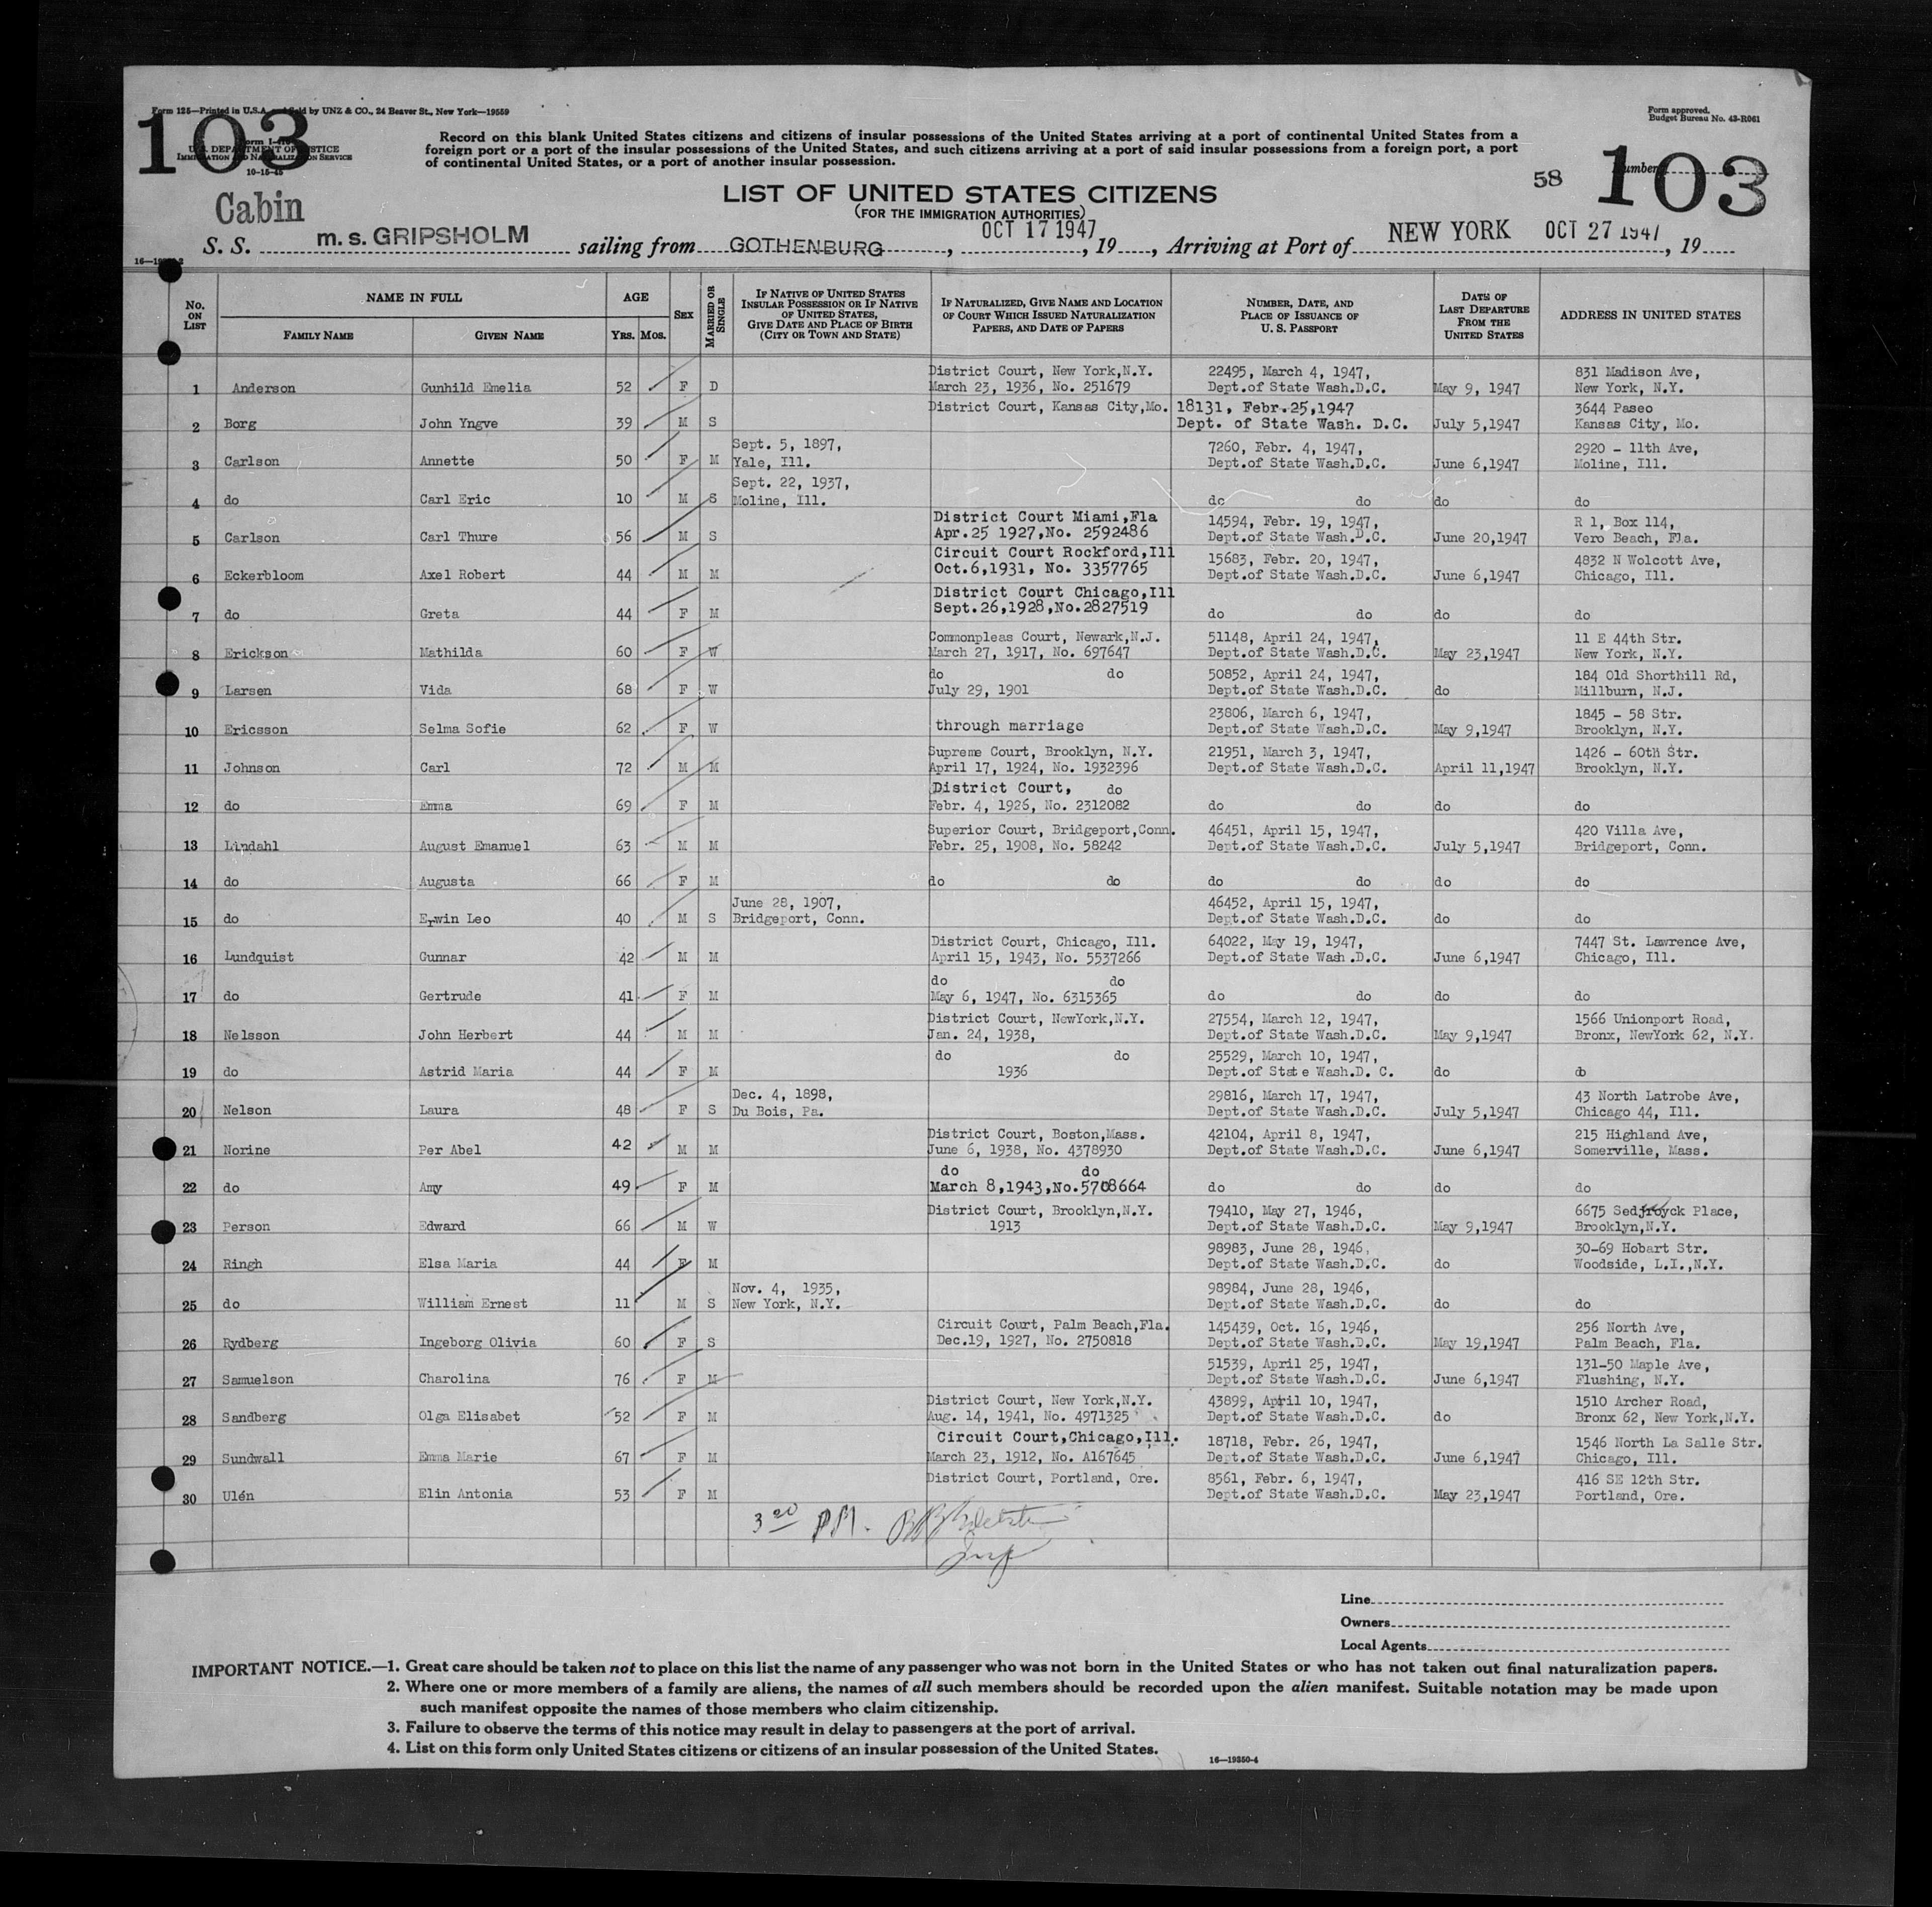 Form 125—Printed in U.S.A. and Sold by UNZ & CO., 24 Beaver St., New York—19559
Form approved.
Budget Bureau No. 43-R061
103
U.S. DEPARTMENT OF JUSTICE
IMMIGRATION AND NATURALIZATION SERVICE
10-15-45
Record on this blank United States citizens and citizens of insular possessions of the United States arriving at a port of continental United States from a
foreign port or a port of the insular possessions of the United States, and such citizens arriving at a port of said insular possessions from a foreign port, a port
of continental United States, or a port of another insular possession.
58
Number
103
Cabin
LIST OF UNITED STATES CITIZENS
(FOR THE IMMIGRATION AUTHORITIES)
S. S. m. s. GRIPSHOLM sailing from GOTHENBURG, OCT 17 1947, 19, Arriving at Port of NEW YORK OCT 27 1947, 19
No. ON LIST
NAME IN FULL
FAMILY NAME
GIVEN NAME
AGE
YRS. MOS.
SEX
MARRIED OR SINGLE
IF NATIVE OF UNITED STATES INSULAR POSSESSION OR IF NATIVE OF UNITED STATES, GIVE DATE AND PLACE OF BIRTH (CITY OR TOWN AND STATE)
IF NATURALIZED, GIVE NAME AND LOCATION OF COURT WHICH ISSUED NATURALIZATION PAPERS, AND DATE OF PAPERS
NUMBER, DATE, AND PLACE OF ISSUANCE OF U. S. PASSPORT
DATE OF LAST DEPARTURE FROM THE UNITED STATES
ADDRESS IN UNITED STATES
District Court, New York,N.Y. 22495, March 4, 1947, 831 Madison Ave,
1 Anderson Gunhild Emelia 52 F D March 23, 1936, No. 251679 Dept.of State Wash.D.C. May 9, 1947 New York, N.Y.
District Court, Kansas City,Mo. 18131, Febr.25,1947 3644 Paseo
2 Borg John Yngve 39 M S Dept. of State Wash. D.C. July 5,1947 Kansas City, Mo.
Sept. 5, 1897, 7260, Febr. 4, 1947, 2920 - 11th Ave,
3 Carlson Annette 50 F M Yale, Ill. Dept.of State Wash.D.C. June 6,1947 Moline, Ill.
Sept. 22, 1937,
4 do Carl Eric 10 M S Moline, Ill. do do do do
District Court Miami,Fla 14594, Febr. 19, 1947, R 1, Box 114,
5 Carlson Carl Thure 56 M S Apr.25 1927,No. 2592486 Dept.of State Wash.D.C. June 20,1947 Vero Beach, Fla.
Circuit Court Rockford,Ill 15683, Febr. 20, 1947, 4832 N Wolcott Ave,
6 Eckerbloom Axel Robert 44 M M Oct.6,1931, No. 3357765 Dept.of State Wash.D.C. June 6,1947 Chicago, Ill.
District Court Chicago,Ill
7 do Greta 44 F M Sept.26,1928,No.2827519 do do do do
Commonpleas Court, Newark,N.J. 51148, April 24, 1947, 11 E 44th Str.
8 Erickson Mathilda 60 F W March 27, 1917, No. 697647 Dept.of State Wash.D.C. May 23,1947 New York, N.Y.
do do 50852, April 24, 1947, 184 Old Shorthill Rd,
9 Larsen Vida 68 F W July 29, 1901 Dept.of State Wash.D.C. do Millburn, N.J.
23806, March 6, 1947, 1845 - 58 Str.
10 Ericsson Selma Sofie 62 F W through marriage Dept.of State Wash.D.C. May 9,1947 Brooklyn, N.Y.
Supreme Court, Brooklyn, N.Y. 21951, March 3, 1947, 1426 - 60th Str.
11 Johnson Carl 72 M M April 17, 1924, No. 1932396 Dept.of State Wash.D.C. April 11,1947 Brooklyn, N.Y.
District Court, do
12 do Emma 69 F M Febr. 4, 1926, No. 2312082 do do do do
Superior Court, Bridgeport,Conn. 46451, April 15, 1947, 420 Villa Ave,
13 Lindahl August Emanuel 63 M M Febr. 25, 1908, No. 58242 Dept.of State Wash.D.C. July 5,1947 Bridgeport, Conn.
14 do Augusta 66 F M do do do do do do
June 28, 1907, 46452, April 15, 1947,
15 do Erwin Leo 40 M S Bridgeport, Conn. Dept.of State Wash.D.C. do do
District Court, Chicago, Ill. 64022, May 19, 1947, 7447 St. Lawrence Ave,
16 Lundquist Gunnar 42 M M April 15, 1943, No. 5537266 Dept.of State Wash.D.C. June 6,1947 Chicago, Ill.
do do
17 do Gertrude 41 F M May 6, 1947, No. 6315365 do do do do
District Court, NewYork,N.Y. 27554, March 12, 1947, 1566 Unionport Road,
18 Nelsson John Herbert 44 M M Jan. 24, 1938, Dept.of State Wash.D.C. May 9,1947 Bronx, NewYork 62, N.Y.
do do 25529, March 10, 1947,
19 do Astrid Maria 44 F M 1936 Dept.of State Wash.D. C. do do
Dec. 4, 1898, 29816, March 17, 1947, 43 North Latrobe Ave,
20 Nelson Laura 48 F S Du Bois, Pa. Dept.of State Wash.D.C. July 5,1947 Chicago 44, Ill.
District Court, Boston,Mass. 42104, April 8, 1947, 215 Highland Ave,
21 Norine Per Abel 42 M M June 6, 1938, No. 4378930 Dept.of State Wash.D.C. June 6,1947 Somerville, Mass.
do do
22 do Amy 49 F M March 8,1943,No.5708664 do do do do
District Court, Brooklyn,N.Y. 79410, May 27, 1946, 6675 Place,
23 Person Edward 66 M W 1913 Dept.of State Wash.D.C. May 9,1947 Brooklyn,N.Y.
98983, June 28, 1946, 30-69 Hobart Str.
24 Ringh Elsa Maria 44 F M Dept.of State Wash.D.C. do Woodside, L.I.,N.Y.
Nov. 4, 1935, 98984, June 28, 1946,
25 do William Ernest 11 M S New York, N.Y. Dept.of State Wash.D.C. do do
Circuit Court, Palm Beach,Fla. 145439, Oct. 16, 1946, 256 North Ave,
26 Rydberg Ingeborg Olivia 60 F S Dec.19, 1927, No. 2750818 Dept.of State Wash.D.C. May 19,1947 Palm Beach, Fla.
51539, April 25, 1947, 131-50 Maple Ave,
27 Samuelson Charolina 76 F M Dept.of State Wash.D.C. June 6,1947 Flushing, N.Y.
District Court, New York,N.Y. 43899, April 10, 1947, 1510 Archer Road,
28 Sandberg Olga Elisabet 52 F M Aug. 14, 1941, No. 4971325 Dept.of State Wash.D.C. do Bronx 62, New York,N.Y.
Circuit Court,Chicago,Ill. 18718, Febr. 26, 1947, 1546 North La Salle Str.
29 Sundwall Emma Marie 67 F M March 23, 1912, No. A167645 Dept.of State Wash.D.C. June 6,1947 Chicago, Ill.
District Court, Portland, Ore. 8561, Febr. 6, 1947, 416 SE 12th Str.
30 Ulén Elin Antonia 53 F M Dept.of State Wash.D.C. May 23,1947 Portland, Ore.
3 20 PM.
Line
Owners
Local Agents
IMPORTANT NOTICE.—1. Great care should be taken not to place on this list the name of any passenger who was not born in the United States or who has not taken out final naturalization papers.
2. Where one or more members of a family are aliens, the names of all such members should be recorded upon the alien manifest. Suitable notation may be made upon
such manifest opposite the names of those members who claim citizenship.
3. Failure to observe the terms of this notice may result in delay to passengers at the port of arrival.
4. List on this form only United States citizens or citizens of an insular possession of the United States.
16—19350-4